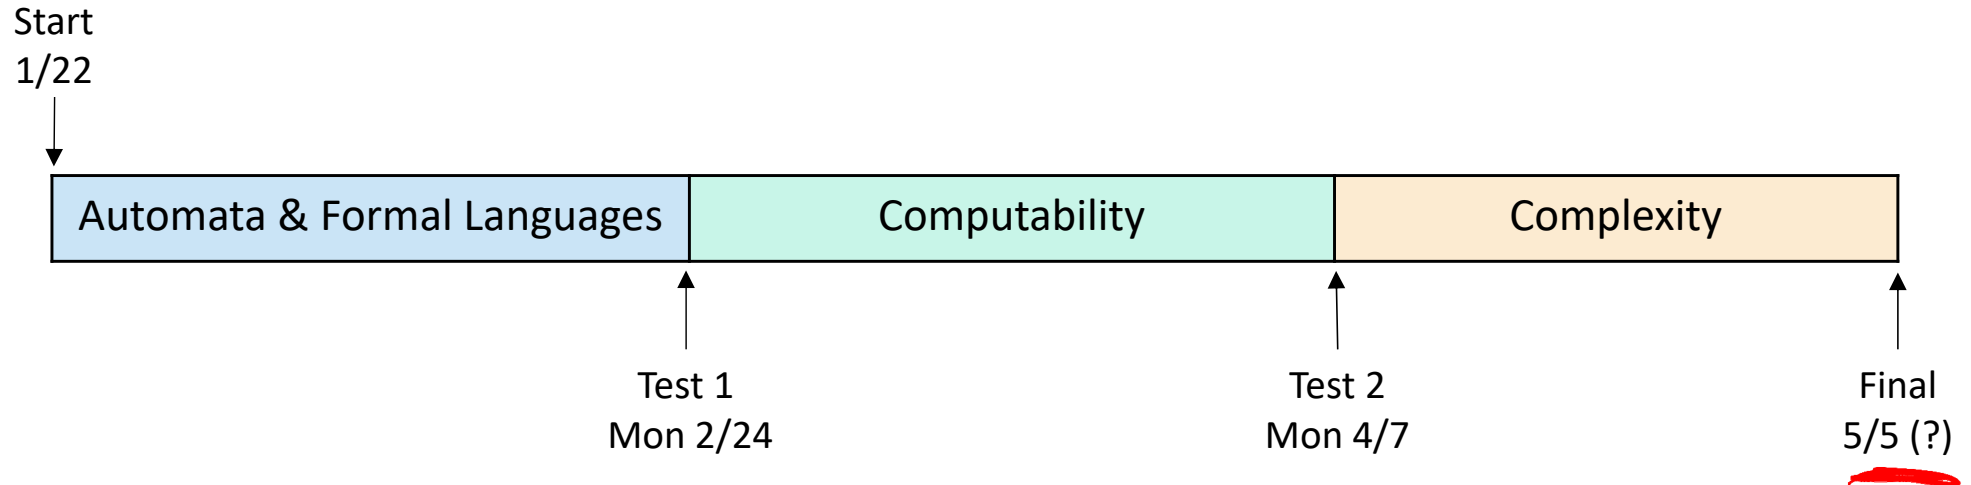 Start
1/22
Automata & Formal Languages
Computability
Complexity
Test 1
Mon 2/24
Test 2
Mon 4/7
Final
5/5 (?)